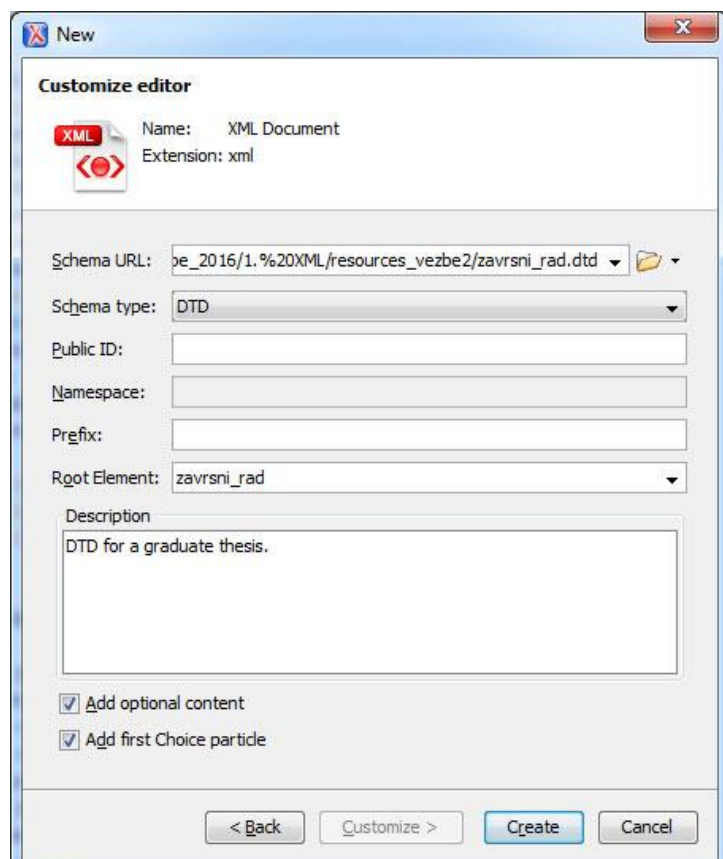 New
Customize editor
XML
Name: XML Document
Extension: xml
Schema URL: be_2016/1.%20XML/resources_vezbe2/zavrsni_rad.dtd
Schema type: DTD
Public ID:
Namespace:
Prefix:
Root Element: zavrsni_rad
Description
DTD for a graduate thesis.
Add optional content
Add first Choice particle
< Back Customize > Create Cancel